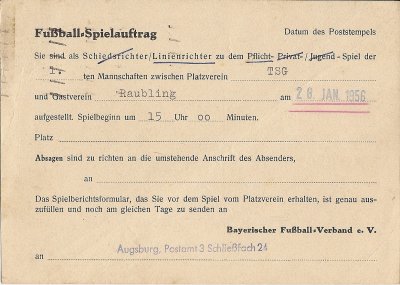 Fußball-Spielauftrag
Datum des Poststempels
Sie sind als Schiedsrichter/Linienrichter zu dem Pflicht- Privat-/Jugend-Spiel der
1. ten Mannschaften zwischen Platzverein TSG
und Gastverein Raubling am 28. JAN. 1956
aufgestellt. Spielbeginn um 15 Uhr oo Minuten.
Platz
Absagen sind zu richten an die umstehende Anschrift des Absenders,
an
Das Spielberichtsformular, das Sie vor dem Spiel vom Platzverein erhalten, ist genau aus-
zufüllen und noch am gleichen Tage zu senden an
Bayerischer Fußball-Verband e. V.
an Augsburg, Postamt 3 Schließfach 24